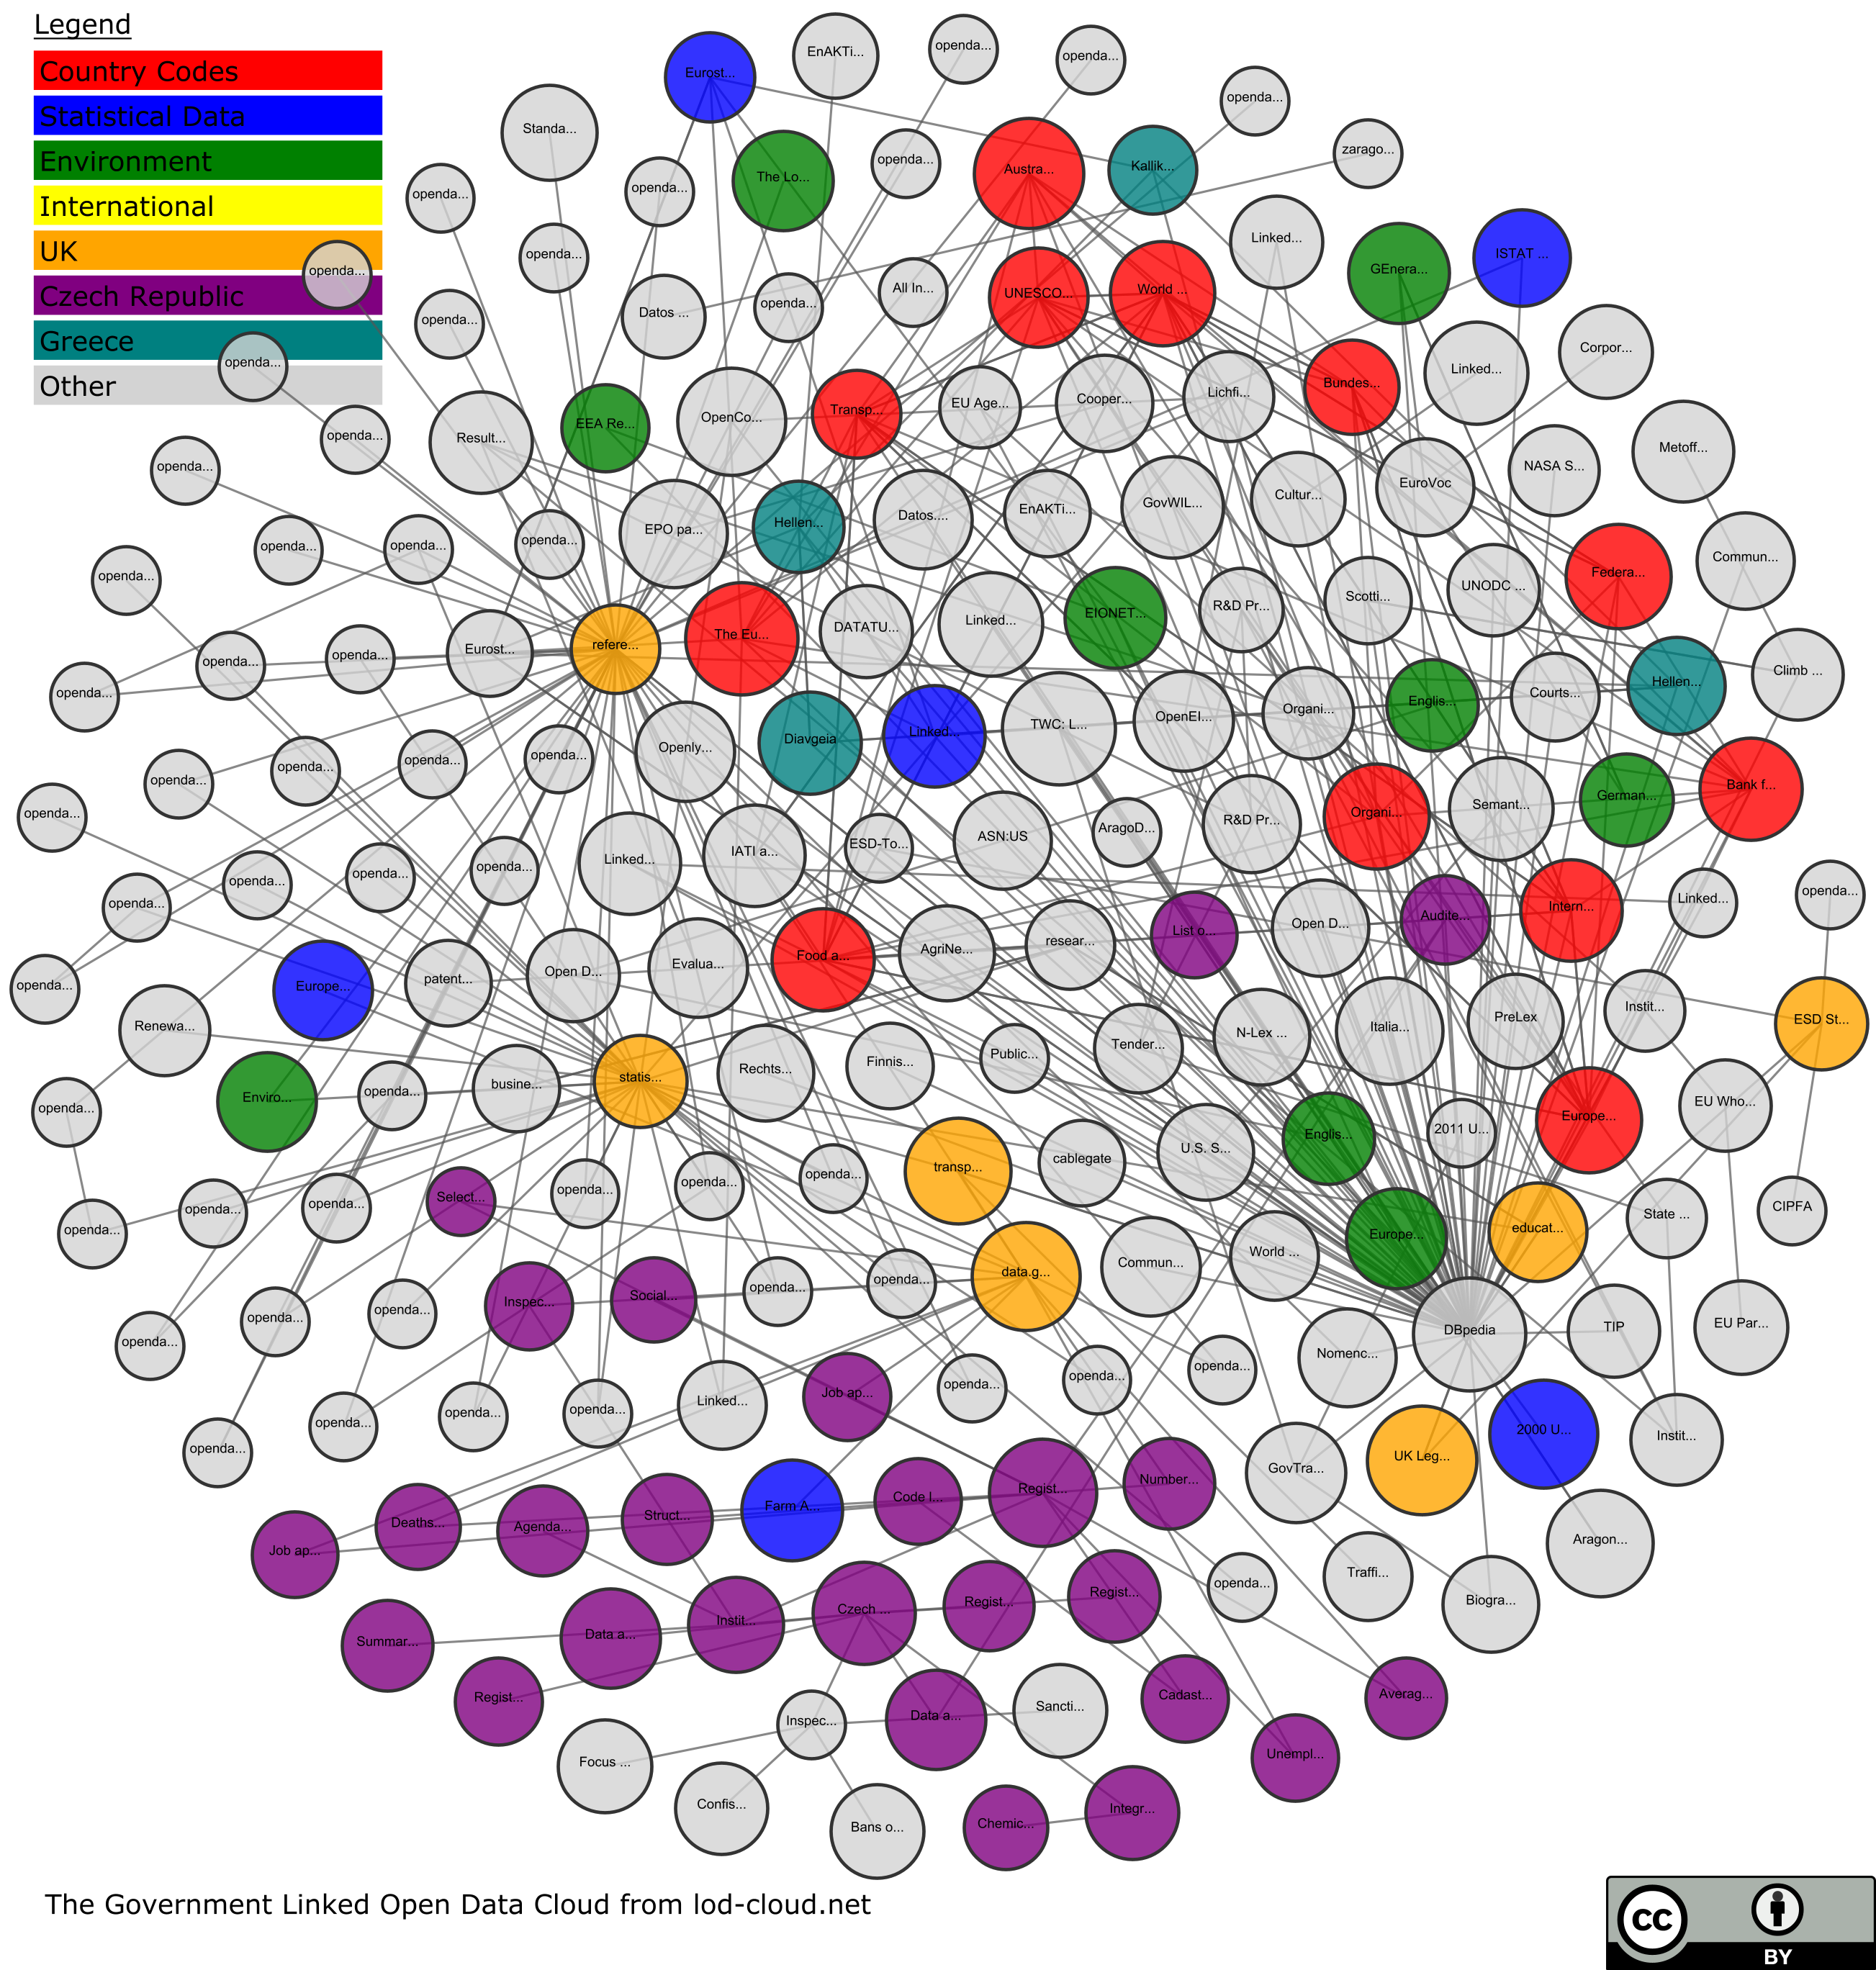 Legend
Country Codes
Statistical Data
Environment
International
UK
Czech Republic
Greece
Other
Eurost...
EnAKTi...
openda...
openda...
openda...
Standa...
The Lo...
openda...
Austra...
Kallik...
zarago...
openda...
openda...
openda...
openda...
Datos ...
openda...
All In...
UNESCO...
World ...
Linked...
GEnera...
ISTAT ...
openda...
openda...
Corpor...
Linked...
Bundes...
openda...
Result...
EEA Re...
OpenCo...
Transp...
EU Age...
Cooper...
Lichfi...
openda...
EPO pa...
Hellen...
Datos....
EnAKTi...
GovWIL...
Cultur...
EuroVoc
NASA S...
Metoff...
openda...
openda...
openda...
openda...
Commun...
Federa...
UNODC ...
Scotti...
R&D Pr...
EIONET...
Linked...
DATATU...
The Eu...
refere...
Eurost...
openda...
openda...
openda...
Climb ...
Hellen...
Courts...
Englis...
Organi...
OpenEI...
TWC: L...
Linked...
Diavgeia
Openly...
openda...
openda...
openda...
openda...
openda...
Bank f...
German...
Semant...
Organi...
R&D Pr...
AragoD...
ASN:US
ESD-To...
IATI a...
Linked...
openda...
openda...
openda...
openda...
openda...
Linked...
Intern...
Audite...
Open D...
List o...
resear...
AgriNe...
Food a...
Evalua...
Open D...
patent...
Europe...
openda...
Renewa...
ESD St...
Instit...
PreLex
Italia...
N-Lex ...
Tender...
Public...
Finnis...
Rechts...
statis...
busine...
openda...
Enviro...
openda...
EU Who...
Europe...
2011 U...
Englis...
U.S. S...
cablegate
transp...
openda...
openda...
openda...
Select...
openda...
openda...
openda...
CIPFA
State ...
educat...
Europe...
World ...
Commun...
data.g...
openda...
openda...
Social...
Inspec...
openda...
openda...
openda...
EU Par...
TIP
DBpedia
Nomenc...
openda...
openda...
openda...
Job ap...
Linked...
openda...
openda...
openda...
openda...
Instit...
2000 U...
UK Leg...
GovTra...
Number...
Regist...
Code l...
Farm A...
Struct...
Agenda...
Deaths...
Job ap...
Aragon...
Traffi...
Biogra...
openda...
Regist...
Regist...
Czech ...
Instit...
Data a...
Summar...
Regist...
Inspec...
Data a...
Sancti...
Cadast...
Averag...
Unempl...
Focus ...
Confis...
Bans o...
Chemic...
Integr...
The Government Linked Open Data Cloud from lod-cloud.net
cc
BY